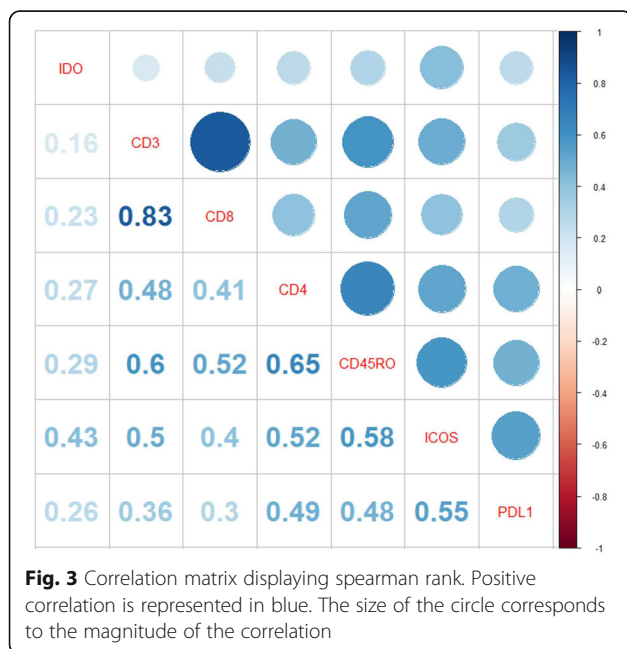 IDO
0.16 CD3
0.23 0.83 CD8
0.27 0.48 0.41 CD4
0.29 0.6 0.52 0.65 CD45RO
0.43 0.5 0.4 0.52 0.58 ICOS
0.26 0.36 0.3 0.49 0.48 0.55 PDL1
1
0.8
0.6
0.4
0.2
0
-0.2
-0.4
-0.6
-0.8
-1
Fig. 3 Correlation matrix displaying spearman rank. Positive
correlation is represented in blue. The size of the circle corresponds
to the magnitude of the correlation